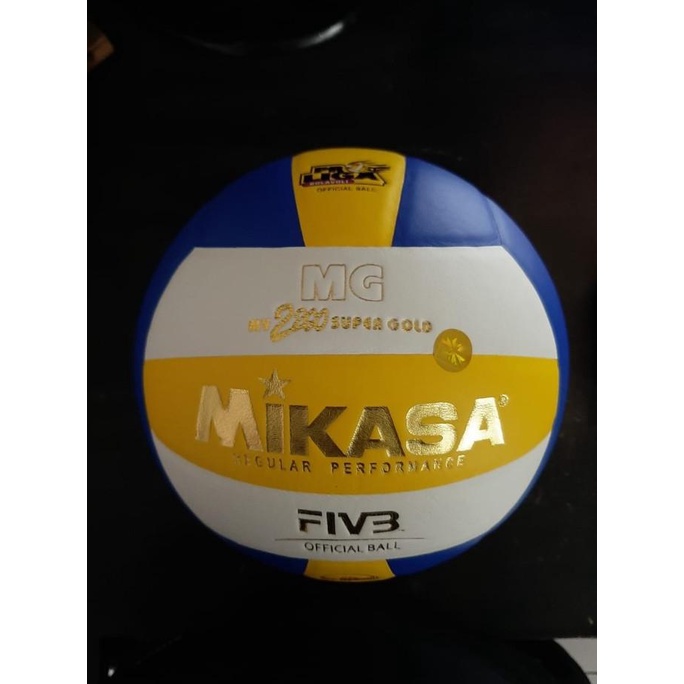 OFFICIAL BALL
MG
MV 2200 SUPER GOLD
MIKASA®
REGULAR PERFORMANCE
FIVB
OFFICIAL BALL